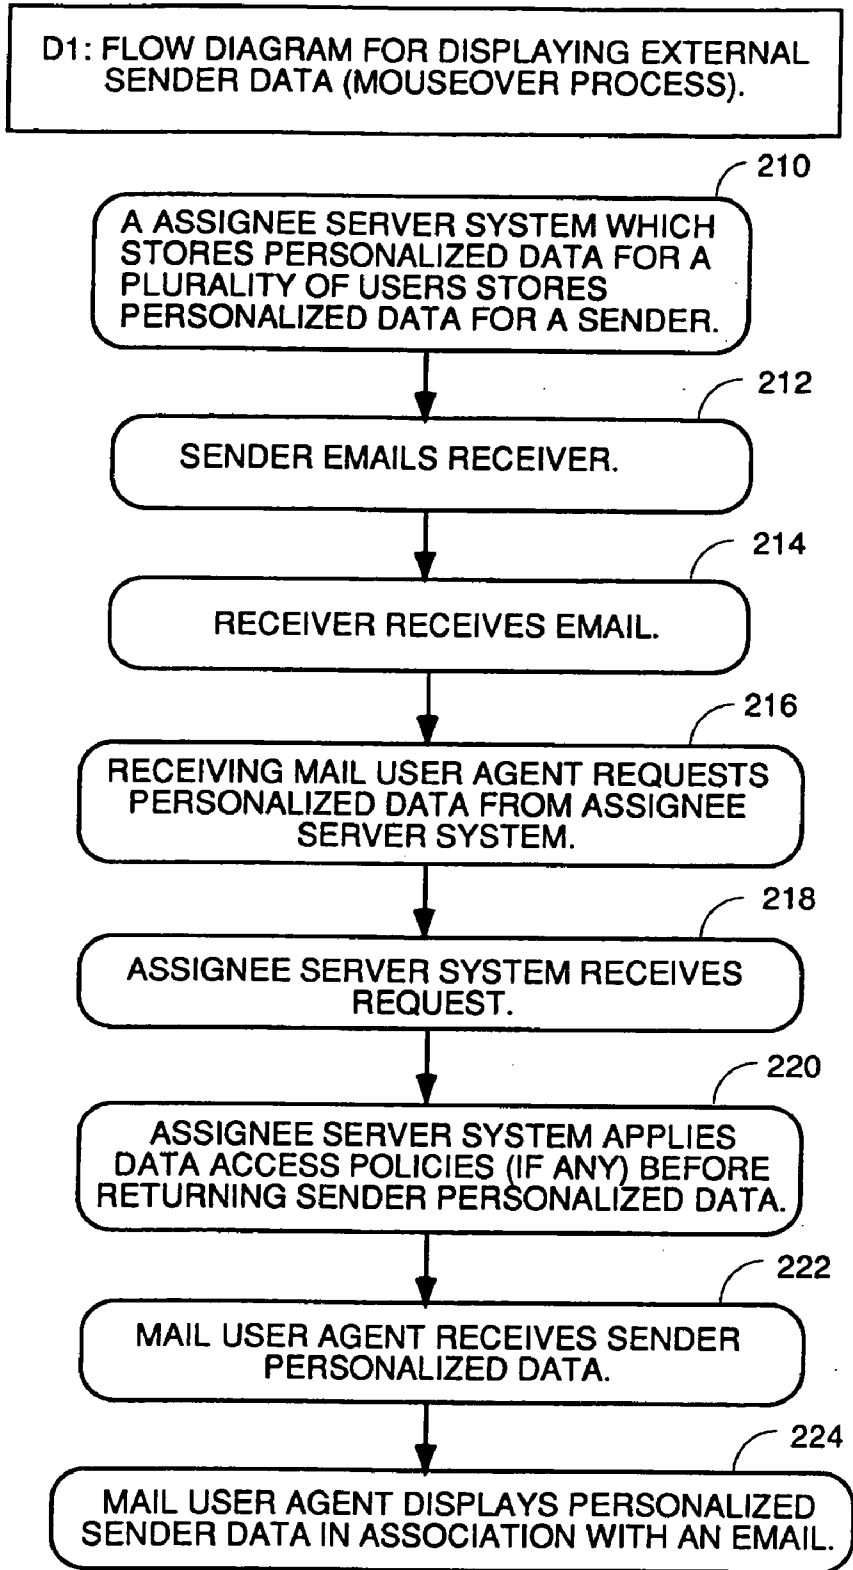 D1: FLOW DIAGRAM FOR DISPLAYING EXTERNAL
SENDER DATA (MOUSEOVER PROCESS).
210
A ASSIGNEE SERVER SYSTEM WHICH
STORES PERSONALIZED DATA FOR A
PLURALITY OF USERS STORES
PERSONALIZED DATA FOR A SENDER.
212
SENDER EMAILS RECEIVER.
214
RECEIVER RECEIVES EMAIL.
216
RECEIVING MAIL USER AGENT REQUESTS
PERSONALIZED DATA FROM ASSIGNEE
SERVER SYSTEM.
218
ASSIGNEE SERVER SYSTEM RECEIVES
REQUEST.
220
ASSIGNEE SERVER SYSTEM APPLIES
DATA ACCESS POLICIES (IF ANY) BEFORE
RETURNING SENDER PERSONALIZED DATA.
222
MAIL USER AGENT RECEIVES SENDER
PERSONALIZED DATA.
224
MAIL USER AGENT DISPLAYS PERSONALIZED
SENDER DATA IN ASSOCIATION WITH AN EMAIL.